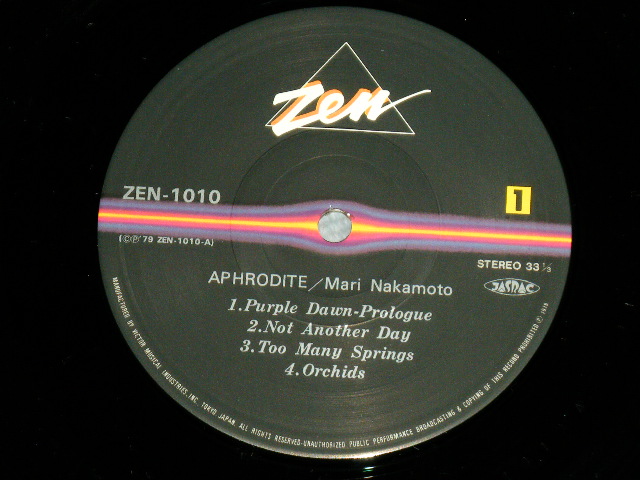 Zen
ZEN-1010
1
(ⒸⓅ'79 ZEN-1010-A)
STEREO 33⅓
JASRAC
APHRODITE/Mari Nakamoto
1.Purple Dawn-Prologue
2.Not Another Day
3.Too Many Springs
4.Orchids
MANUFACTURED BY VICTOR MUSICAL INDUSTRIES, INC. TOKYO JAPAN. ALL RIGHTS RESERVED-UNAUTHORIZED PUBLIC PERFORMANCE BROADCASTING & COPYING OF THIS RECORD PROHIBITED Ⓟ 1979